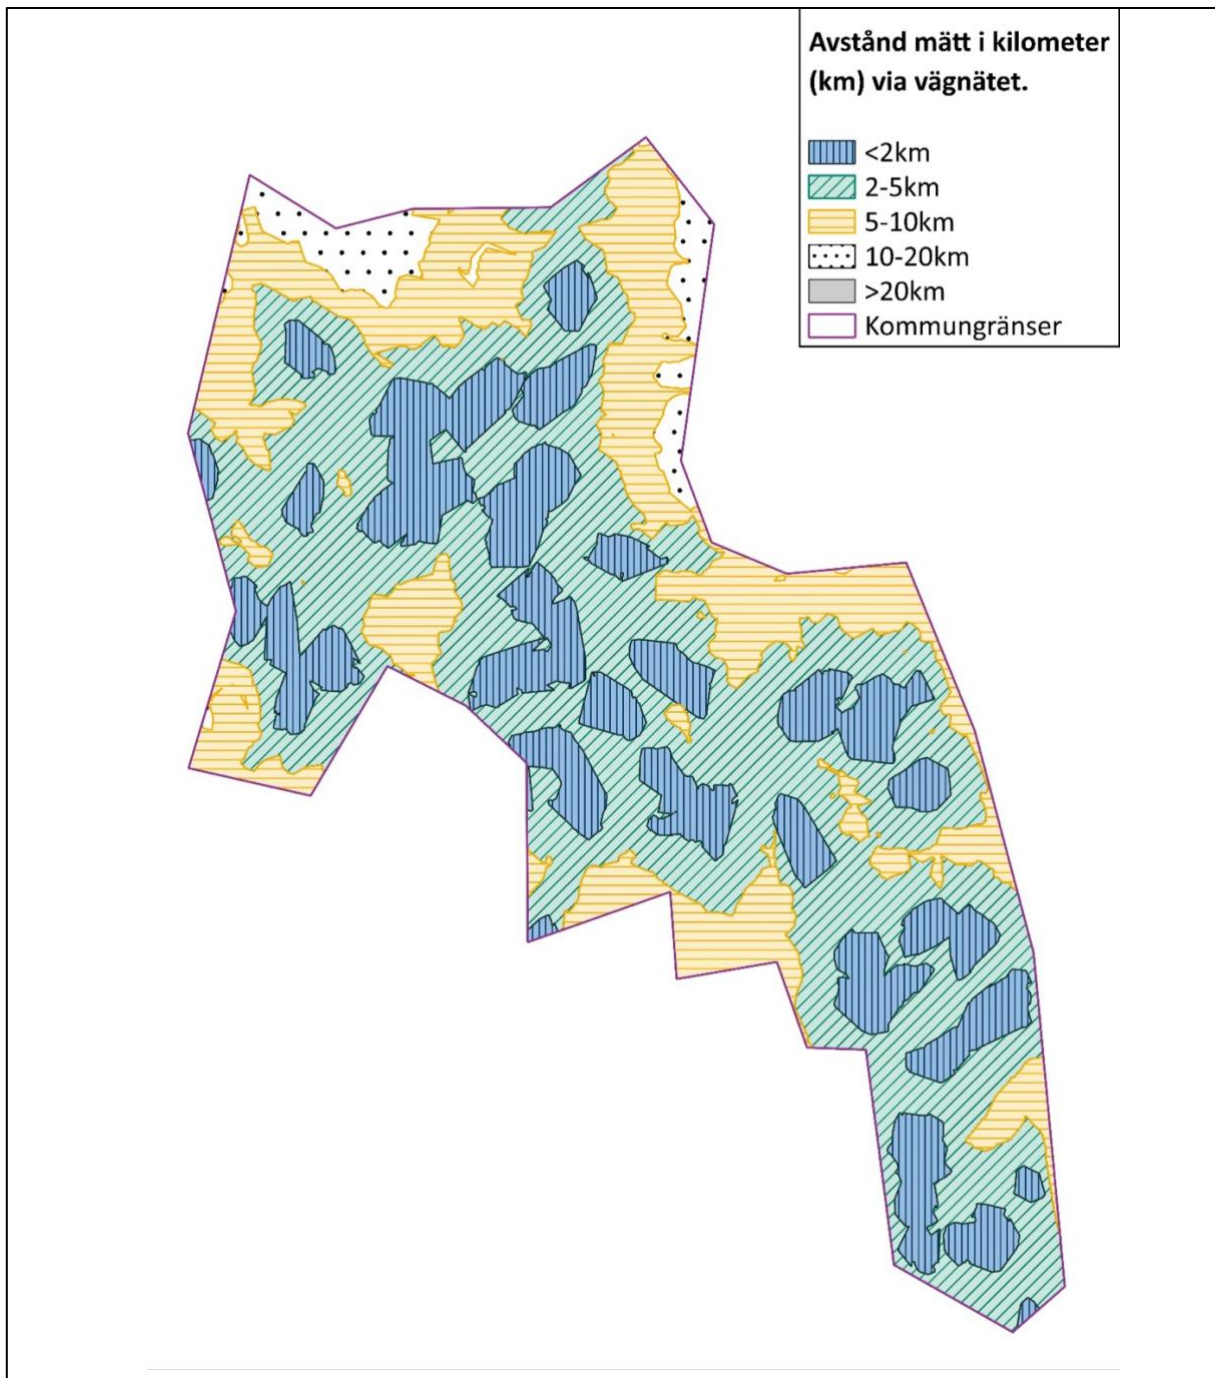 Avstånd mätt i kilometer
(km) via vägnätet.
<2km
2-5km
5-10km
10-20km
>20km
Kommungränser